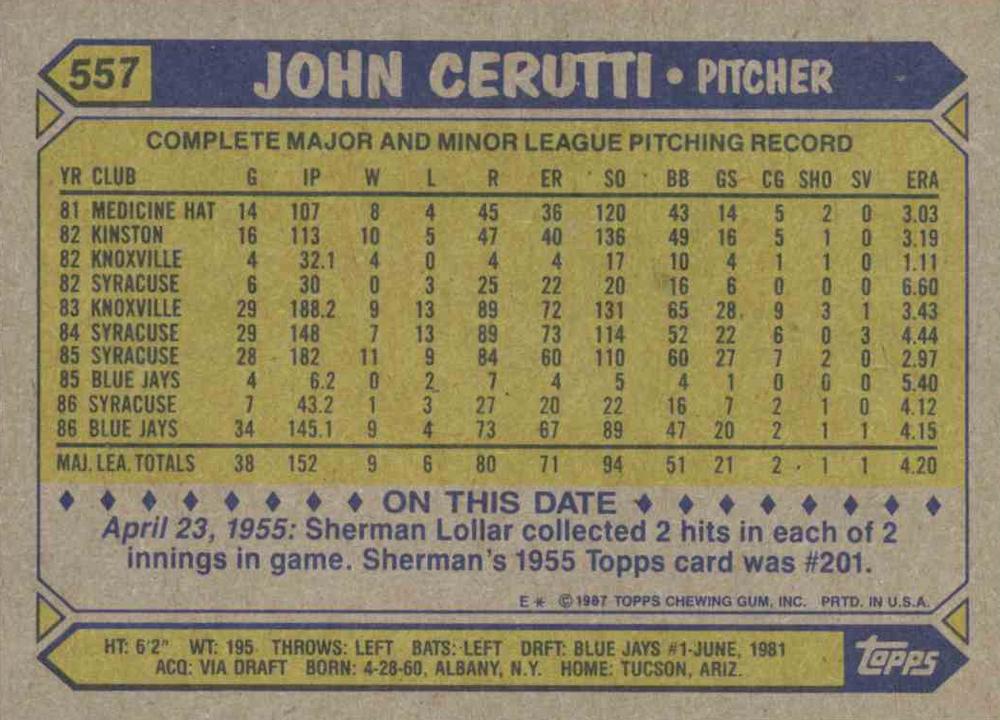 557 JOHN CERUTTI • PITCHER
COMPLETE MAJOR AND MINOR LEAGUE PITCHING RECORD
YR CLUB G IP W L R ER SO BB GS CG SHO SV ERA
81 MEDICINE HAT 14 107 8 4 45 36 120 43 14 5 2 0 3.03
82 KINSTON 16 113 10 5 47 40 136 49 16 5 1 0 3.19
82 KNOXVILLE 4 32.1 4 0 4 4 17 10 4 1 1 0 1.11
82 SYRACUSE 6 30 0 3 25 22 20 16 6 0 0 0 6.60
83 KNOXVILLE 29 188.2 9 13 89 72 131 65 28 9 3 1 3.43
84 SYRACUSE 29 148 7 13 89 73 114 52 22 6 0 3 4.44
85 SYRACUSE 28 182 11 9 84 60 110 60 27 7 2 0 2.97
85 BLUE JAYS 4 6.2 0 2 7 4 5 4 1 0 0 0 5.40
86 SYRACUSE 7 43.2 1 3 27 20 22 16 7 2 1 0 4.12
86 BLUE JAYS 34 145.1 9 4 73 67 89 47 20 2 1 1 4.15
MAJ. LEA. TOTALS 38 152 9 6 80 71 94 51 21 2 1 1 4.20
ON THIS DATE
April 23, 1955: Sherman Lollar collected 2 hits in each of 2
innings in game. Sherman's 1955 Topps card was #201.
E * © 1987 TOPPS CHEWING GUM, INC. PRTD. IN U.S.A.
HT: 6'2" WT: 195 THROWS: LEFT BATS: LEFT DRFT: BLUE JAYS #1-JUNE, 1981
ACQ: VIA DRAFT BORN: 4-28-60, ALBANY, N.Y. HOME: TUCSON, ARIZ.
topps